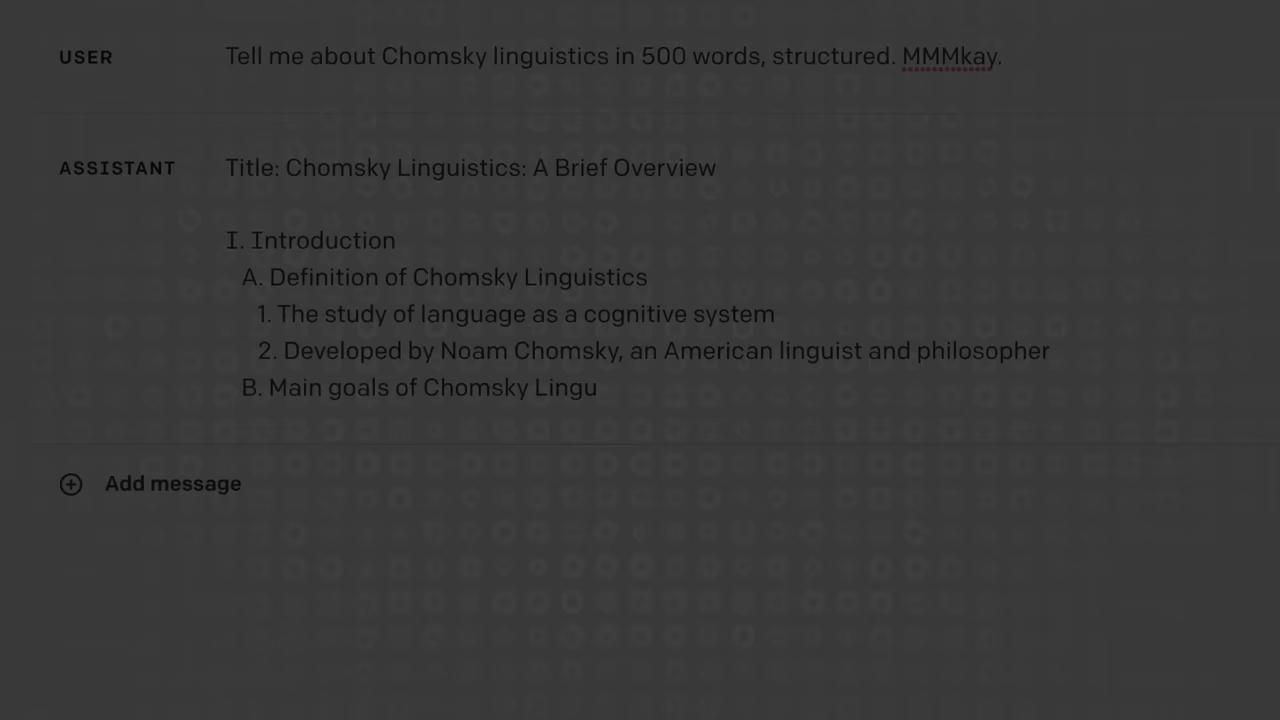 USER Tell me about Chomsky linguistics in 500 words, structured. MMMkay.
ASSISTANT Title: Chomsky Linguistics: A Brief Overview
I. Introduction
A. Definition of Chomsky Linguistics
1. The study of language as a cognitive system
2. Developed by Noam Chomsky, an American linguist and philosopher
B. Main goals of Chomsky Lingu
Add message